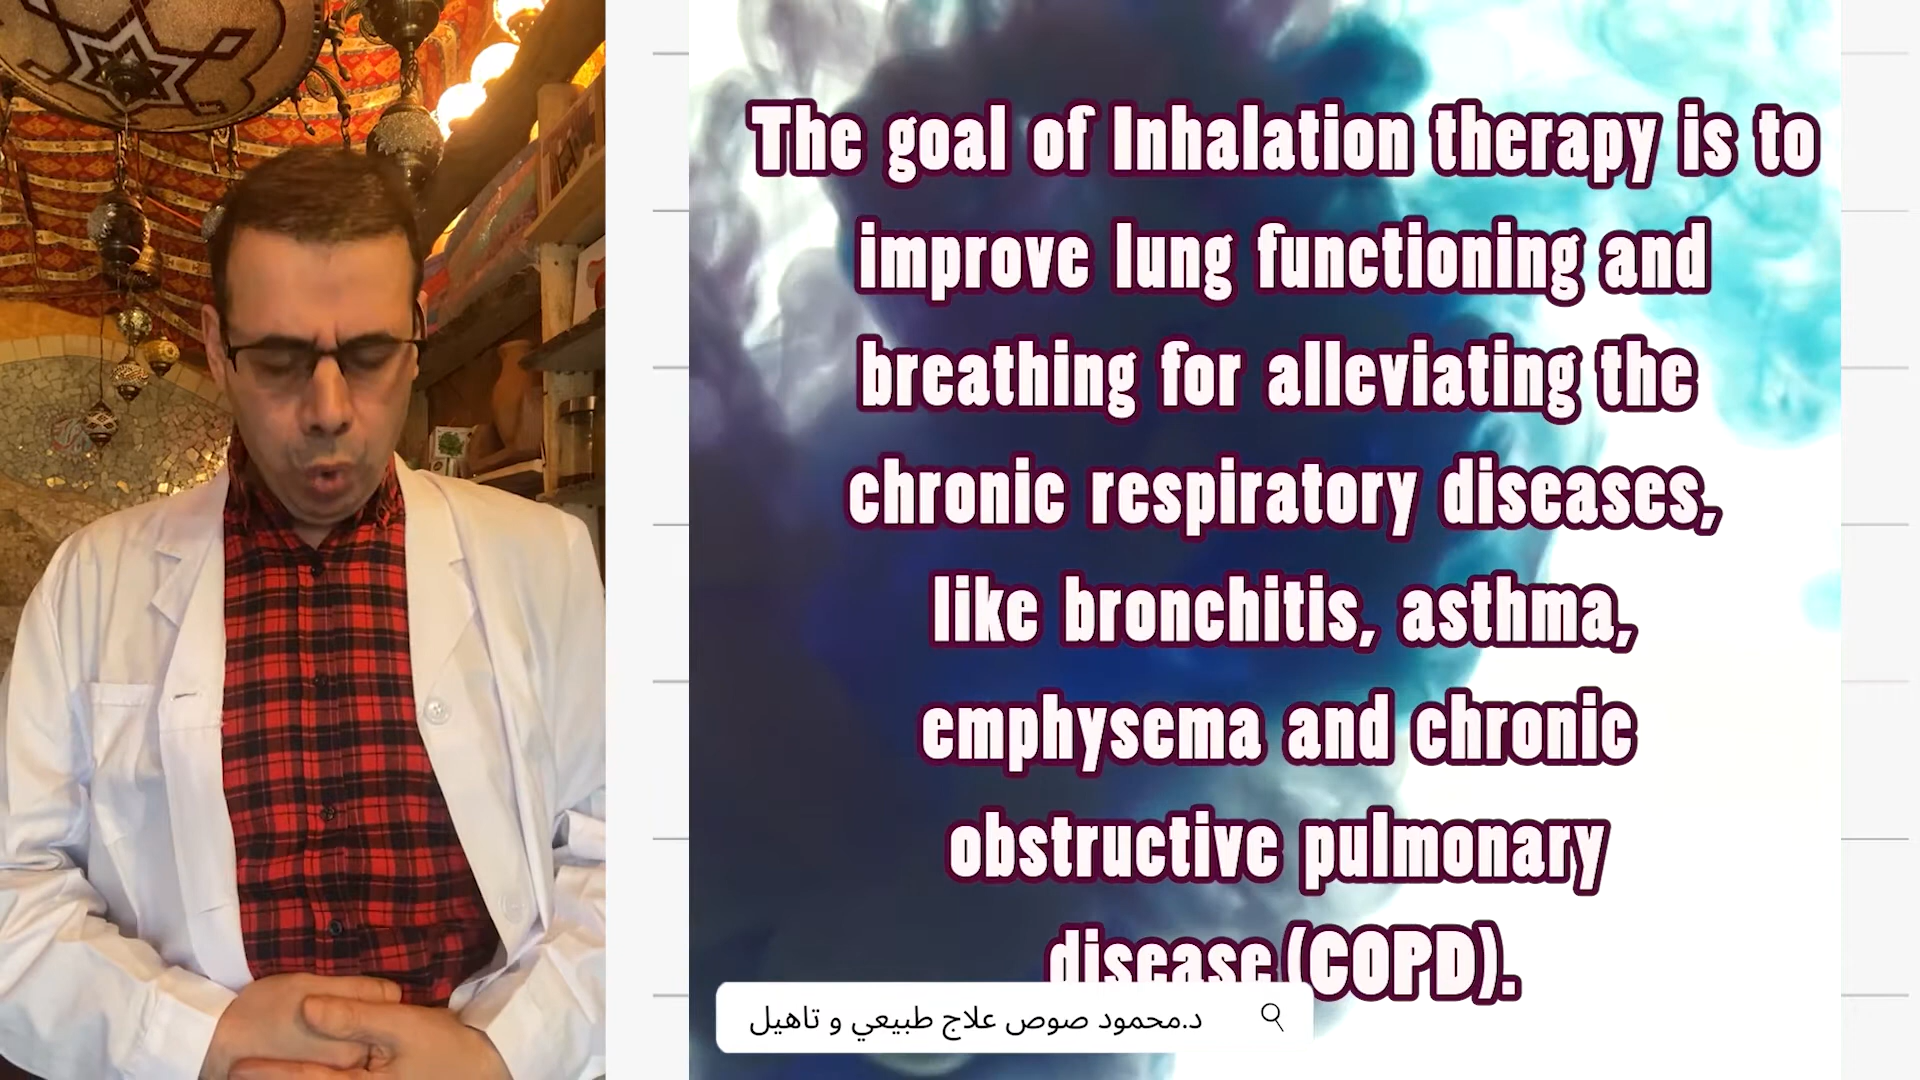 The goal of Inhalation therapy is to
improve lung functioning and
breathing for alleviating the
chronic respiratory diseases,
like bronchitis, asthma,
emphysema and chronic
obstructive pulmonary
disease (COPD).
د.محمود صوص علاج طبيعي و تاهيل